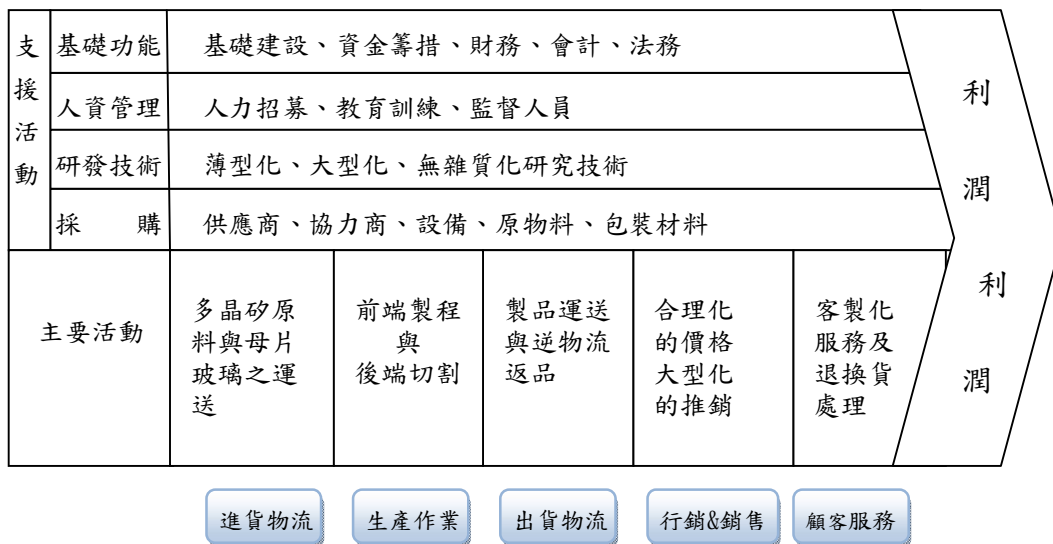 支援活動
基礎功能
基礎建設、資金籌措、財務、會計、法務
人資管理
人力招募、教育訓練、監督人員
研發技術
薄型化、大型化、無雜質化研究技術
採 購
供應商、協力商、設備、原物料、包裝材料
利潤
利潤
主要活動
多晶矽原
料與母片
玻璃之運
送
前端製程
與
後端切割
製品運送
與逆物流
返品
合理化
的價格
大型化
的推銷
客製化
服務及
退換貨
處理
進貨物流
生產作業
出貨物流
行銷&銷售
顧客服務